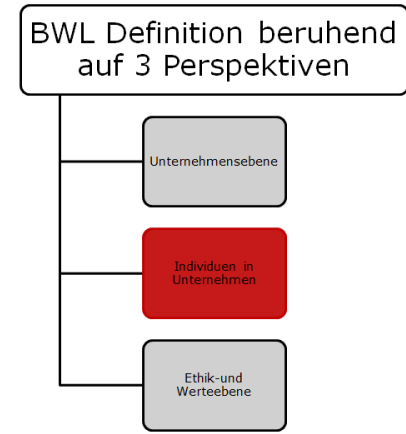 BWL Definition beruhend
auf 3 Perspektiven
Unternehmensebene
Individuen in
Unternehmen
Ethik-und
Werteebene